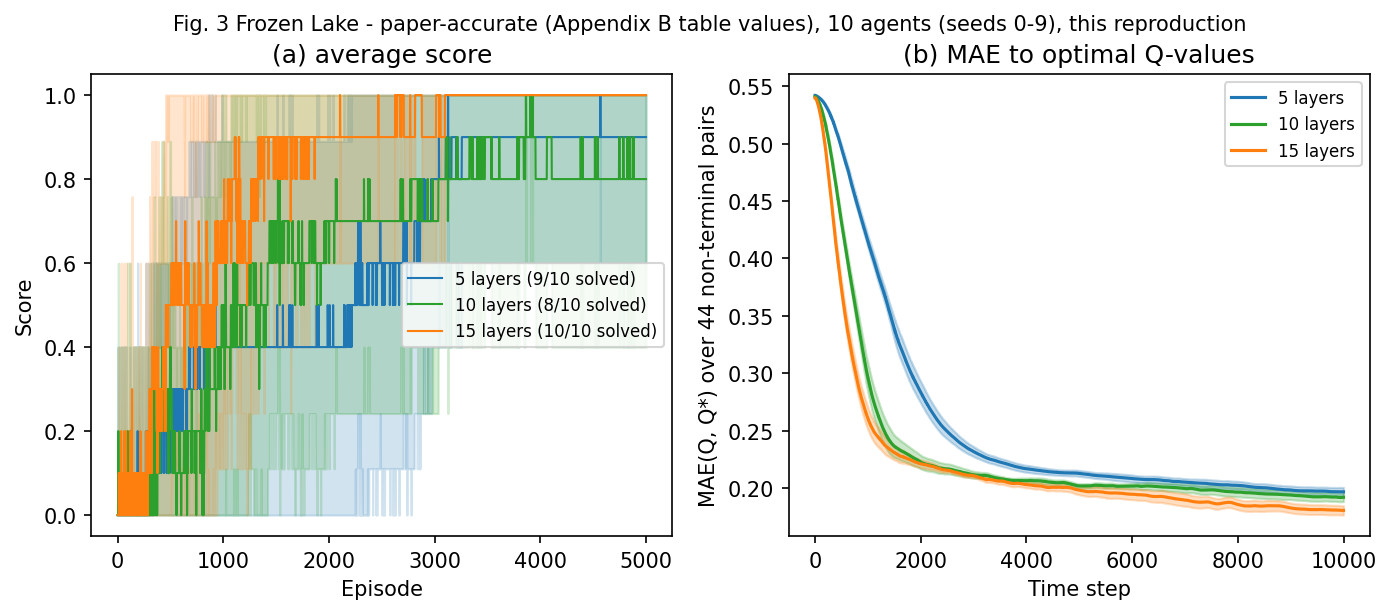 Fig. 3 Frozen Lake - paper-accurate (Appendix B table values), 10 agents (seeds 0-9), this reproduction
(a) average score
Score
1.0
0.8
0.6
0.4
0.2
0.0
5 layers (9/10 solved)
10 layers (8/10 solved)
15 layers (10/10 solved)
0 1000 2000 3000 4000 5000
Episode
(b) MAE to optimal Q-values
MAE(Q, Q*) over 44 non-terminal pairs
0.55
0.50
0.45
0.40
0.35
0.30
0.25
0.20
5 layers
10 layers
15 layers
0 2000 4000 6000 8000 10000
Time step